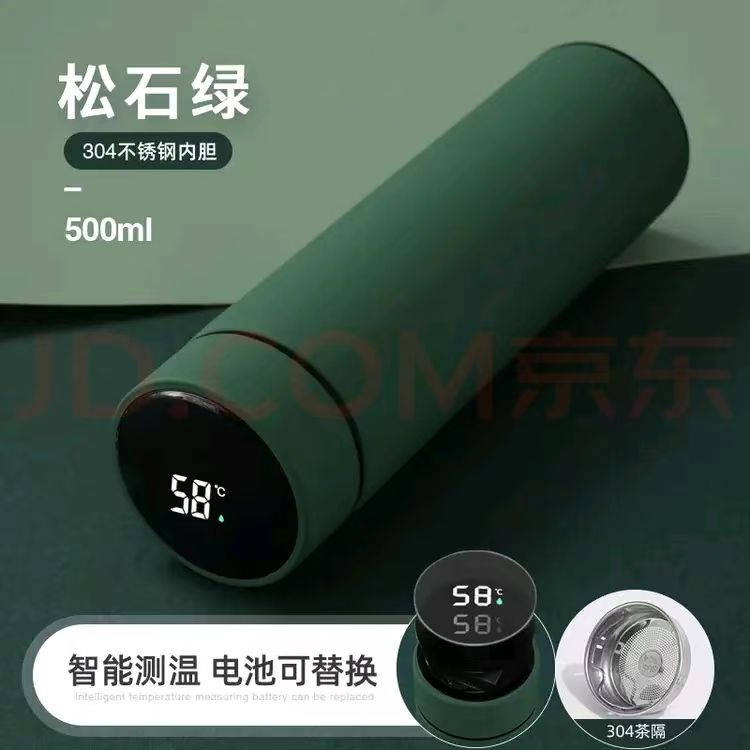 松石绿
304不锈钢内胆
500ml
JD.COM京东
58℃
58℃
58
智能测温 电池可替换
Intelligent temperature measuring battery can be replaced
304茶隔